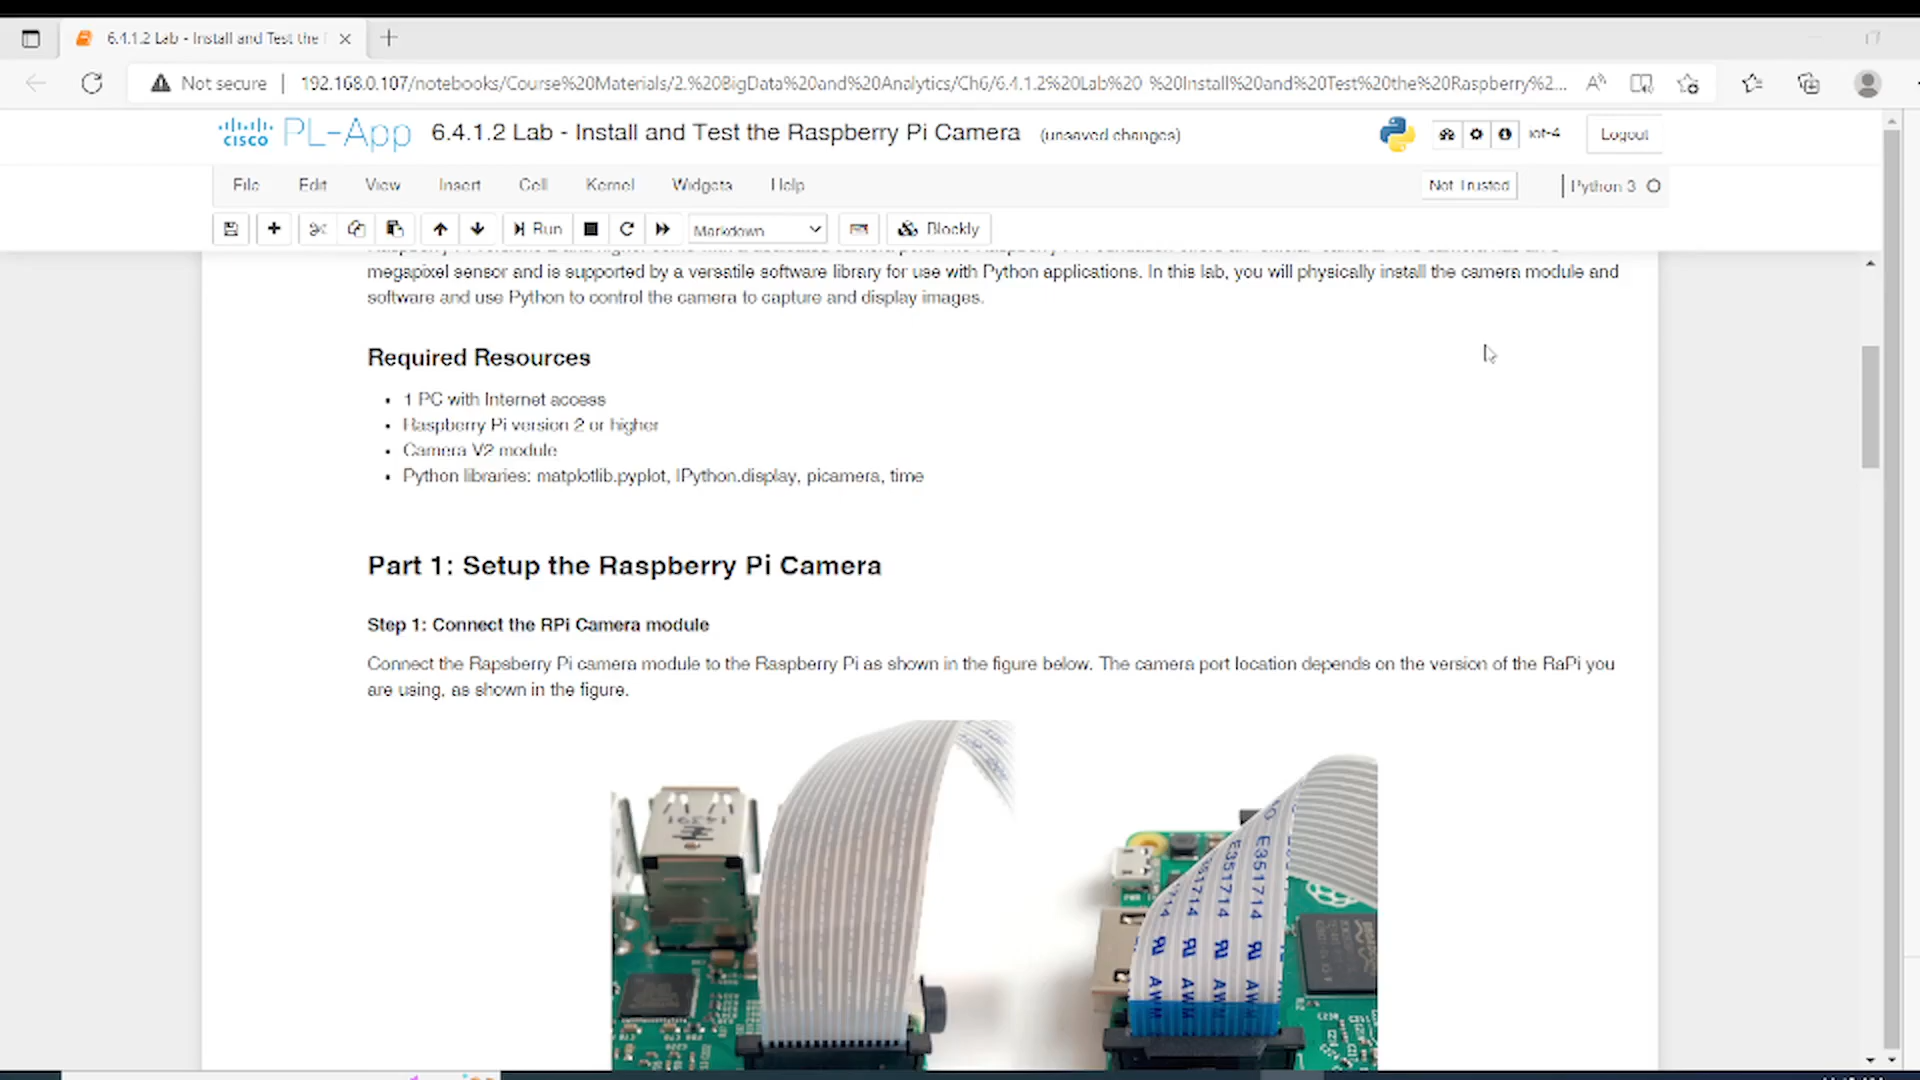 6.4.1.2 Lab - Install and Test the
Not secure 192.168.0.107/notebooks/Course%20Materials/2.%20BigData%20and%20Analytics/Ch6/6.4.1.2%20Lab%20 %20Install%20and%20Test%20the%20Raspberry%2...
cisco PL-App 6.4.1.2 Lab - Install and Test the Raspberry Pi Camera (unsaved changes) iot-4 Logout
File Edit View Insert Cell Kernel Widgets Help Not Trusted Python 3
Run Markdown Blockly
megapixel sensor and is supported by a versatile software library for use with Python applications. In this lab, you will physically install the camera module and
software and use Python to control the camera to capture and display images.
Required Resources
• 1 PC with Internet access
• Raspberry Pi version 2 or higher
• Camera V2 module
• Python libraries: matplotlib.pyplot, IPython.display, picamera, time
Part 1: Setup the Raspberry Pi Camera
Step 1: Connect the RPi Camera module
Connect the Rapsberry Pi camera module to the Raspberry Pi as shown in the figure below. The camera port location depends on the version of the RaPi you
are using, as shown in the figure.
E351714
E351714